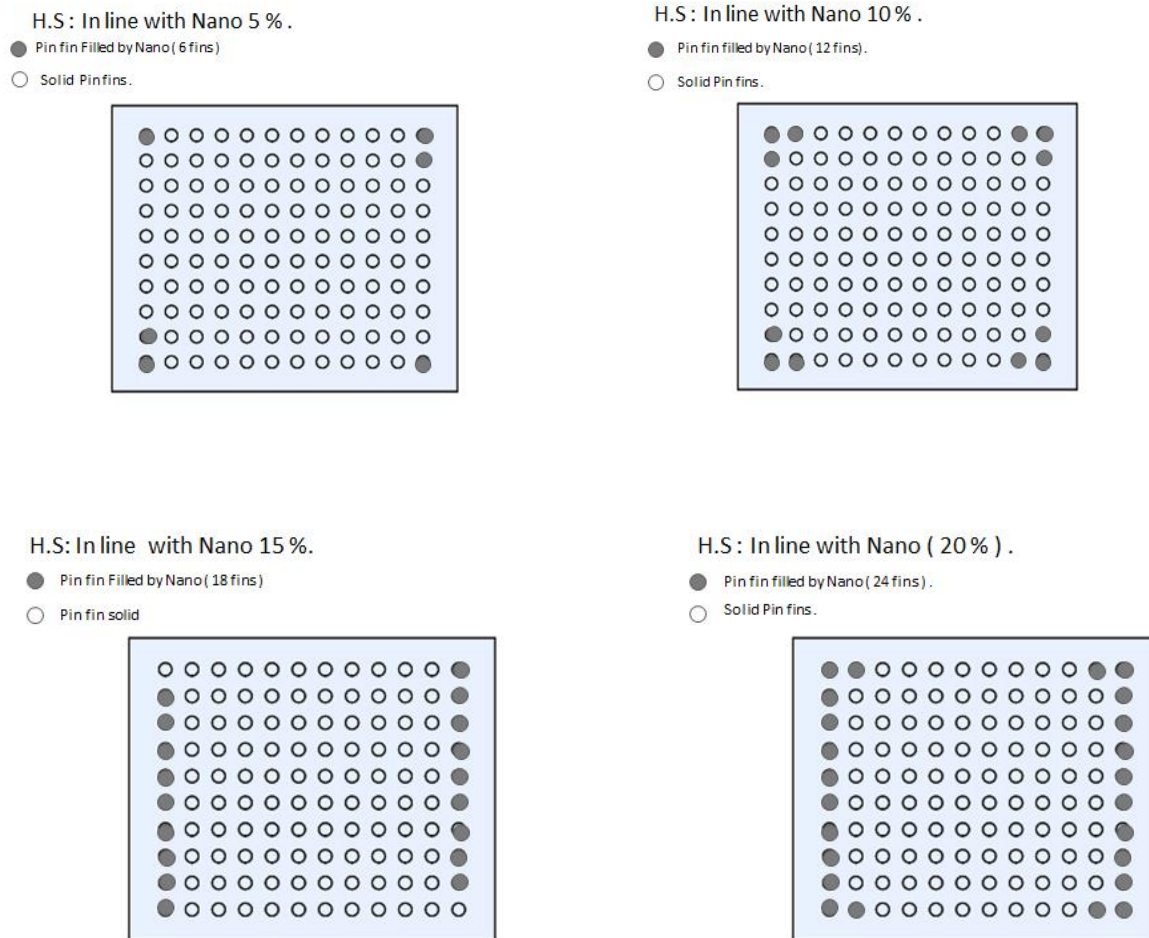 H.S : In line with Nano 5 % .
Pin fin Filled by Nano ( 6 fins )
Solid Pin fins .
H.S : In line with Nano 10 % .
Pin fin filled by Nano ( 12 fins) .
Solid Pin fins.
H.S: In line with Nano 15 %.
Pin fin Filled by Nano ( 18 fins )
Pin fin solid
H.S : In line with Nano ( 20 % ) .
Pin fin filled by Nano ( 24 fins ) .
Solid Pin fins.